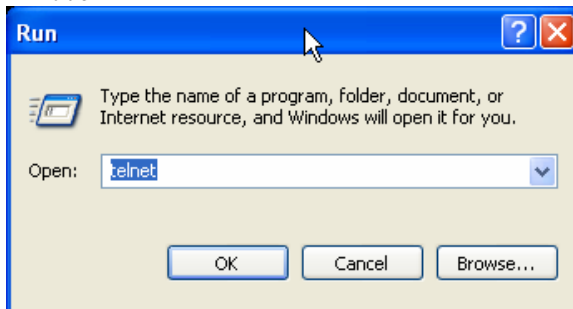 Run
Type the name of a program, folder, document, or
Internet resource, and Windows will open it for you.
Open: telnet
OK Cancel Browse...